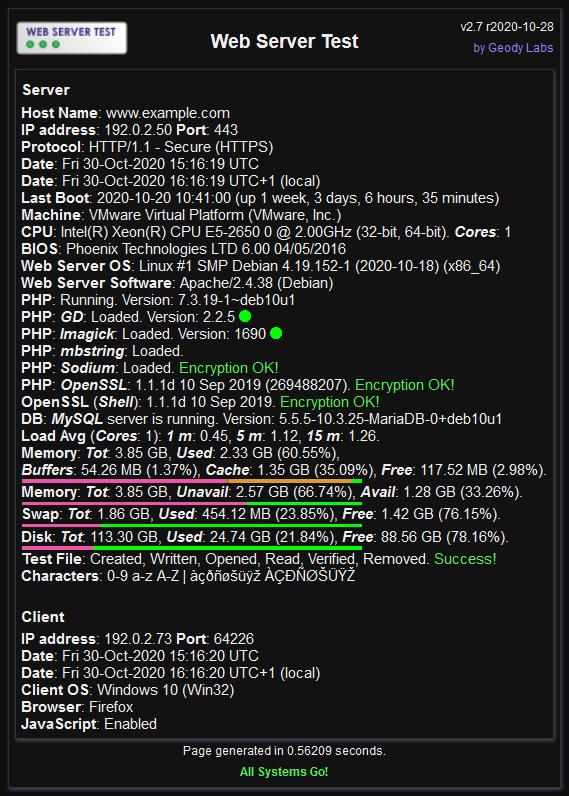 WEB SERVER TEST
Web Server Test
v2.7 r2020-10-28
by Geody Labs
Server
Host Name: www.example.com
IP address: 192.0.2.50 Port: 443
Protocol: HTTP/1.1 - Secure (HTTPS)
Date: Fri 30-Oct-2020 15:16:19 UTC
Date: Fri 30-Oct-2020 16:16:19 UTC+1 (local)
Last Boot: 2020-10-20 10:41:00 (up 1 week, 3 days, 6 hours, 35 minutes)
Machine: VMware Virtual Platform (VMware, Inc.)
CPU: Intel(R) Xeon(R) CPU E5-2650 0 @ 2.00GHz (32-bit, 64-bit). Cores: 1
BIOS: Phoenix Technologies LTD 6.00 04/05/2016
Web Server OS: Linux #1 SMP Debian 4.19.152-1 (2020-10-18) (x86_64)
Web Server Software: Apache/2.4.38 (Debian)
PHP: Running. Version: 7.3.19-1~deb10u1
PHP: GD: Loaded. Version: 2.2.5
PHP: Imagick: Loaded. Version: 1690
PHP: mbstring: Loaded.
PHP: Sodium: Loaded. Encryption OK!
PHP: OpenSSL: 1.1.1d 10 Sep 2019 (269488207). Encryption OK!
OpenSSL (Shell): 1.1.1d 10 Sep 2019. Encryption OK!
DB: MySQL server is running. Version: 5.5.5-10.3.25-MariaDB-0+deb10u1
Load Avg (Cores: 1): 1 m: 0.45, 5 m: 1.12, 15 m: 1.26.
Memory: Tot: 3.85 GB, Used: 2.33 GB (60.55%),
Buffers: 54.26 MB (1.37%), Cache: 1.35 GB (35.09%), Free: 117.52 MB (2.98%).
Memory: Tot: 3.85 GB, Unavail: 2.57 GB (66.74%), Avail: 1.28 GB (33.26%).
Swap: Tot: 1.86 GB, Used: 454.12 MB (23.85%), Free: 1.42 GB (76.15%).
Disk: Tot: 113.30 GB, Used: 24.74 GB (21.84%), Free: 88.56 GB (78.16%).
Test File: Created, Written, Opened, Read, Verified, Removed. Success!
Characters: 0-9 a-z A-Z | àçðñøšüÿž ÀÇÐÑØŠÜŸŽ
Client
IP address: 192.0.2.73 Port: 64226
Date: Fri 30-Oct-2020 15:16:20 UTC
Date: Fri 30-Oct-2020 16:16:20 UTC+1 (local)
Client OS: Windows 10 (Win32)
Browser: Firefox
JavaScript: Enabled
Page generated in 0.56209 seconds.
All Systems Go!